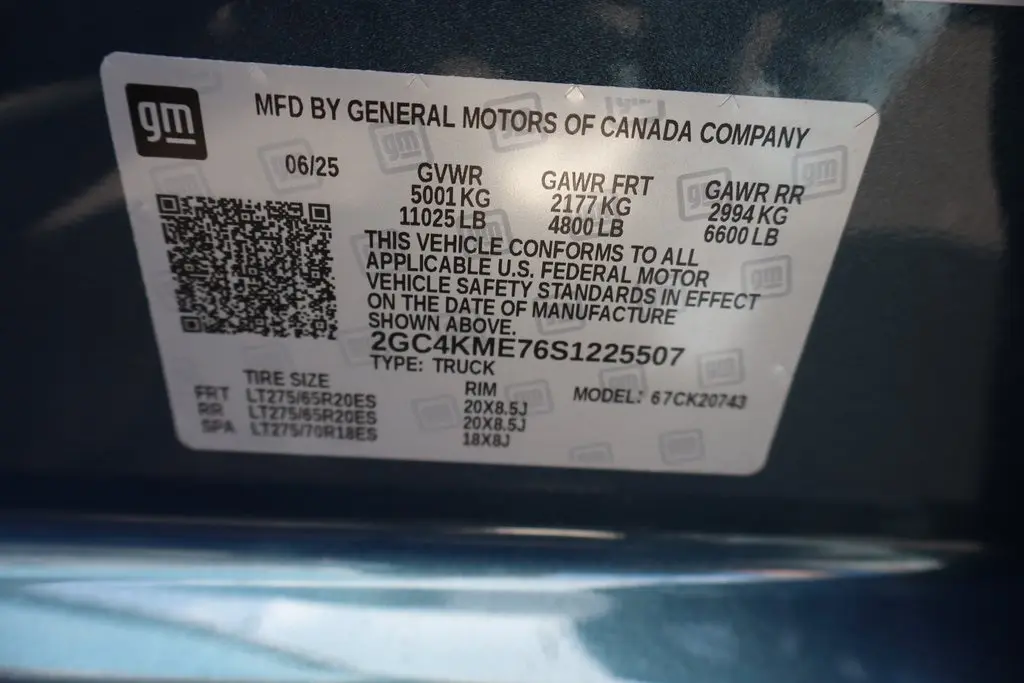 gm
MFD BY GENERAL MOTORS OF CANADA COMPANY
06/25 GVWR GAWR FRT GAWR RR
5001 KG 2177 KG 2994 KG
11025 LB 4800 LB 6600 LB
THIS VEHICLE CONFORMS TO ALL
APPLICABLE U.S. FEDERAL MOTOR
VEHICLE SAFETY STANDARDS IN EFFECT
ON THE DATE OF MANUFACTURE
SHOWN ABOVE.
2GC4KME76S1225507
TYPE: TRUCK
TIRE SIZE RIM MODEL: 67CK20743
FRT LT275/65R20ES 20X8.5J
RR LT275/65R20ES 20X8.5J
SPA LT275/70R18ES 18X8J